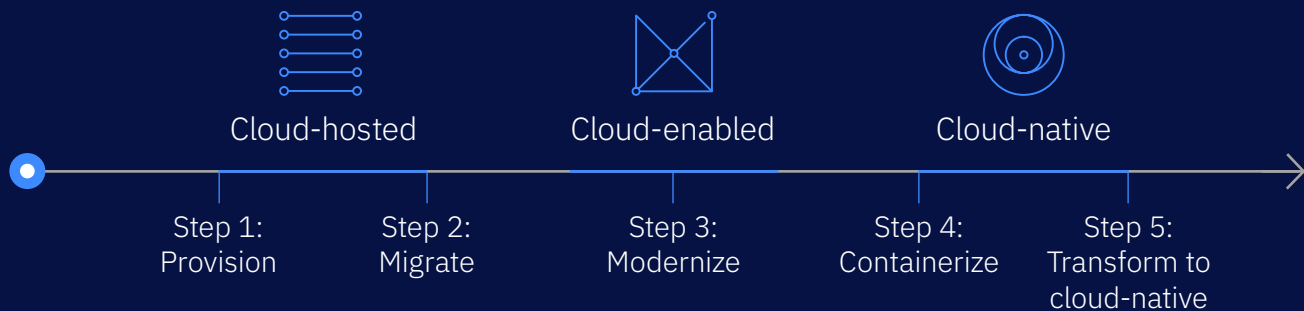 Cloud-hosted
Cloud-enabled
Cloud-native
Step 1:
Provision
Step 2:
Migrate
Step 3:
Modernize
Step 4:
Containerize
Step 5:
Transform to
cloud-native